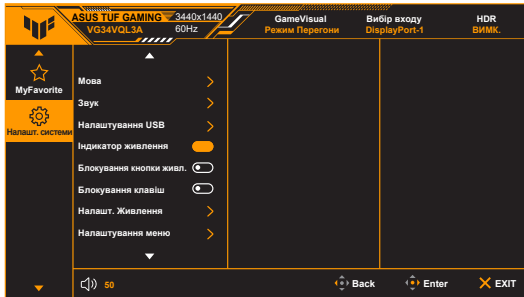 ASUS TUF GAMING 3440x1440 GameVisual Вибір входу HDR
VG34VQL3A 60Hz Режим Перегони DisplayPort-1 ВИМК.
MyFavorite
Налашт. системи
Мова
Звук
Налаштування USB
Індикатор живлення
Блокування кнопки живл.
Блокування клавіш
Налашт. Живлення
Налаштування меню
50 Back Enter EXIT